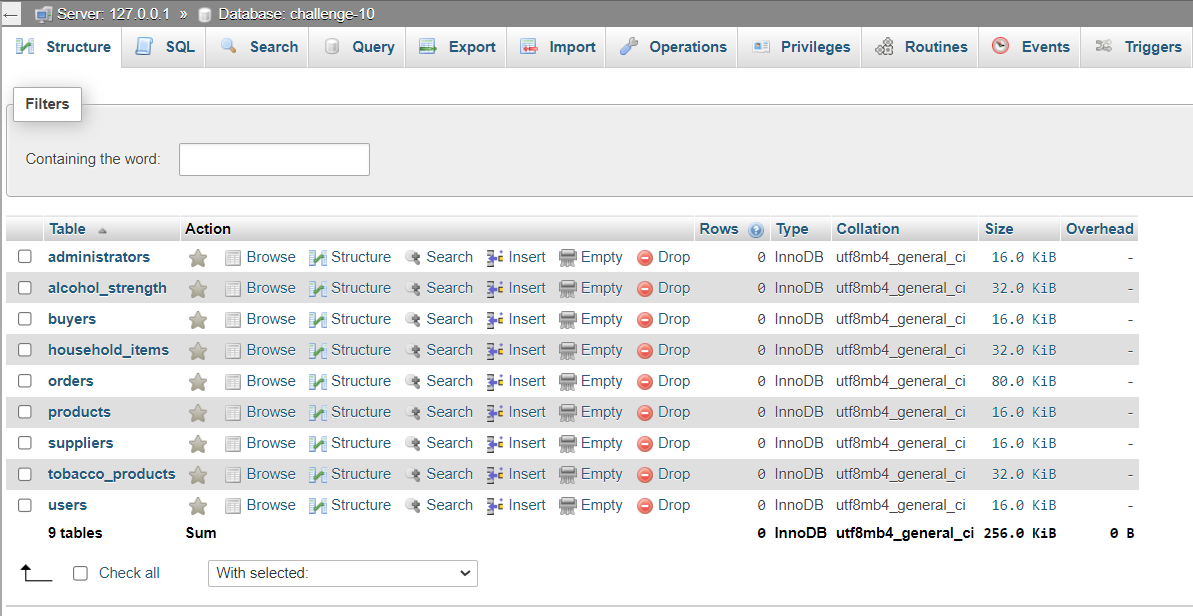 Server: 127.0.0.1 » Database: challenge-10
Structure SQL Search Query Export Import Operations Privileges Routines Events Triggers
Filters
Containing the word:
Table Action Rows Type Collation Size Overhead
administrators Browse Structure Search Insert Empty Drop 0 InnoDB utf8mb4_general_ci 16.0 KiB -
alcohol_strength Browse Structure Search Insert Empty Drop 0 InnoDB utf8mb4_general_ci 32.0 KiB -
buyers Browse Structure Search Insert Empty Drop 0 InnoDB utf8mb4_general_ci 16.0 KiB -
household_items Browse Structure Search Insert Empty Drop 0 InnoDB utf8mb4_general_ci 32.0 KiB -
orders Browse Structure Search Insert Empty Drop 0 InnoDB utf8mb4_general_ci 80.0 KiB -
products Browse Structure Search Insert Empty Drop 0 InnoDB utf8mb4_general_ci 16.0 KiB -
suppliers Browse Structure Search Insert Empty Drop 0 InnoDB utf8mb4_general_ci 16.0 KiB -
tobacco_products Browse Structure Search Insert Empty Drop 0 InnoDB utf8mb4_general_ci 32.0 KiB -
users Browse Structure Search Insert Empty Drop 0 InnoDB utf8mb4_general_ci 16.0 KiB -
9 tables Sum 0 InnoDB utf8mb4_general_ci 256.0 KiB 0 B
Check all With selected: